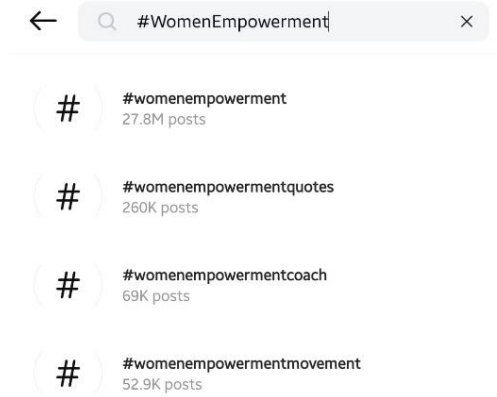 #WomenEmpowerment
#womenempowerment
27.8M posts
#womenempowermentquotes
260K posts
#womenempowermentcoach
69K posts
#womenempowermentmovement
52.9K posts